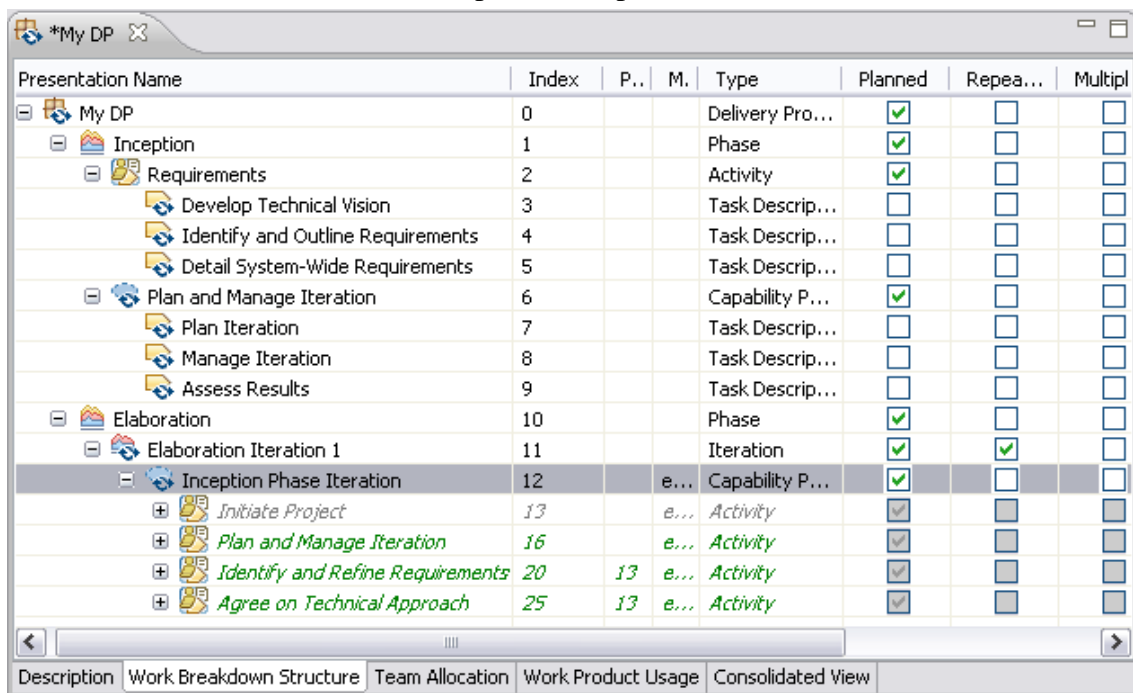 *My DP
Presentation Name Index P.. M. Type Planned Repea... Multipl
My DP 0 Delivery Pro...
Inception 1 Phase
Requirements 2 Activity
Develop Technical Vision 3 Task Descrip...
Identify and Outline Requirements 4 Task Descrip...
Detail System-Wide Requirements 5 Task Descrip...
Plan and Manage Iteration 6 Capability P...
Plan Iteration 7 Task Descrip...
Manage Iteration 8 Task Descrip...
Assess Results 9 Task Descrip...
Elaboration 10 Phase
Elaboration Iteration 1 11 Iteration
Inception Phase Iteration 12 e... Capability P...
Initiate Project 13 e... Activity
Plan and Manage Iteration 16 e... Activity
Identify and Refine Requirements 20 13 e... Activity
Agree on Technical Approach 25 13 e... Activity
Description Work Breakdown Structure Team Allocation Work Product Usage Consolidated View